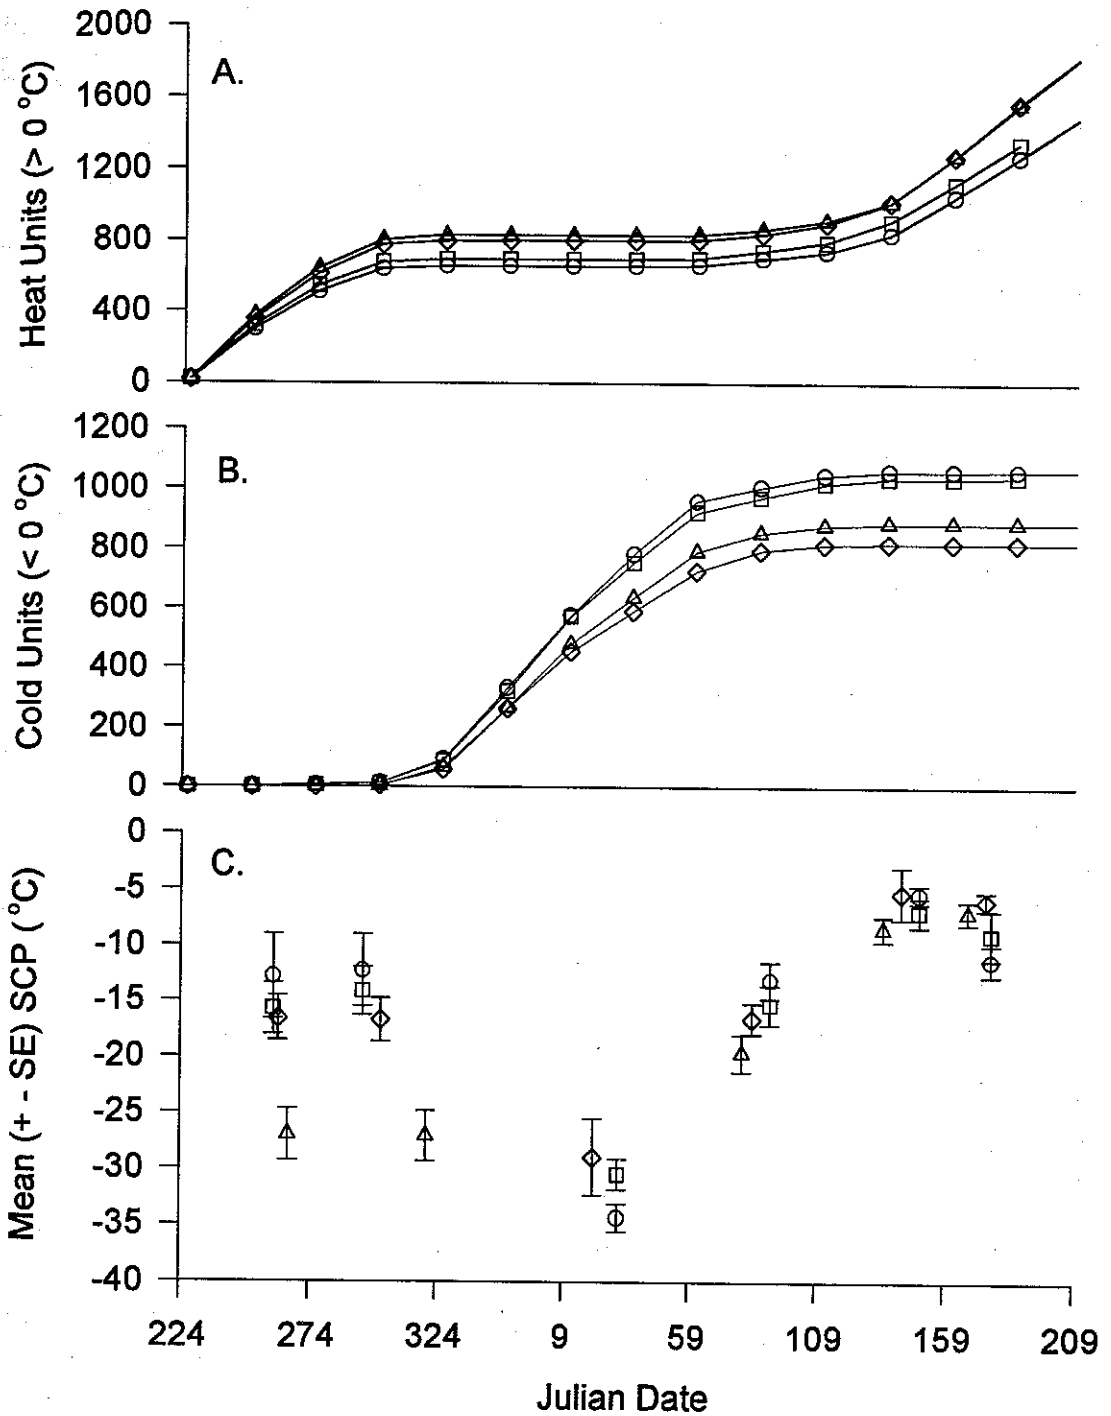 2000
1600
1200
800
400
0
Heat Units (> 0 °C)
A.
1200
1000
800
600
400
200
0
Cold Units (< 0 °C)
B.
0
-5
-10
-15
-20
-25
-30
-35
-40
Mean (+ - SE) SCP ( °C)
C.
224 274 324 9 59 109 159 209
Julian Date